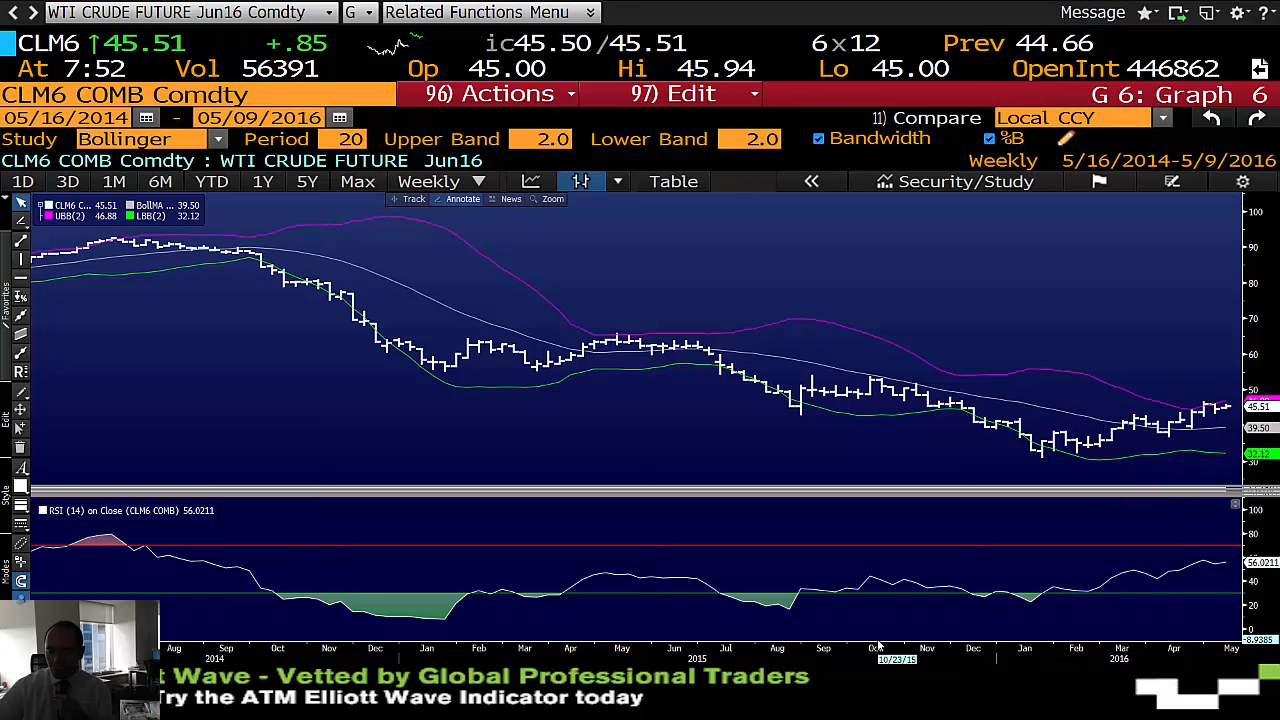 WTI CRUDE FUTURE Jun16 Comdty G Related Functions Menu Message
CLM6 ↑45.51 +.85 ic45.50/45.51 6x12 Prev 44.66
At 7:52 Vol 56391 Op 45.00 Hi 45.94 Lo 45.00 OpenInt 446862
CLM6 COMB Comdty 96) Actions 97) Edit G 6: Graph 6
05/16/2014 - 05/09/2016 11) Compare Local CCY
Study Bollinger Period 20 Upper Band 2.0 Lower Band 2.0 Bandwidth %B
CLM6 COMB Comdty : WTI CRUDE FUTURE Jun16 Weekly 5/16/2014-5/9/2016
1D 3D 1M 6M YTD 1Y 5Y Max Weekly ▼ Table « Security/Study
Track Annotate News Zoom
CLM6 C... 45.51 BollMA ... 39.50
UBB(2) 46.88 LBB(2) 32.12
100
90
80
70
60
50
45.51
39.50
32.12
30
Favorites
Edit
Style
Modes
RSI (14) on Close (CLM6 COMB) 56.0211
100
80
56.0211
40
20
0
-8.9385
Aug Sep Oct Nov Dec Jan Feb Mar Apr May Jun Jul Aug Sep Oct Nov Dec Jan Feb Mar Apr May
2014 2015 10/23/15 2016
t Wave - Vetted by Global Professional Traders
Try the ATM Elliott Wave Indicator today